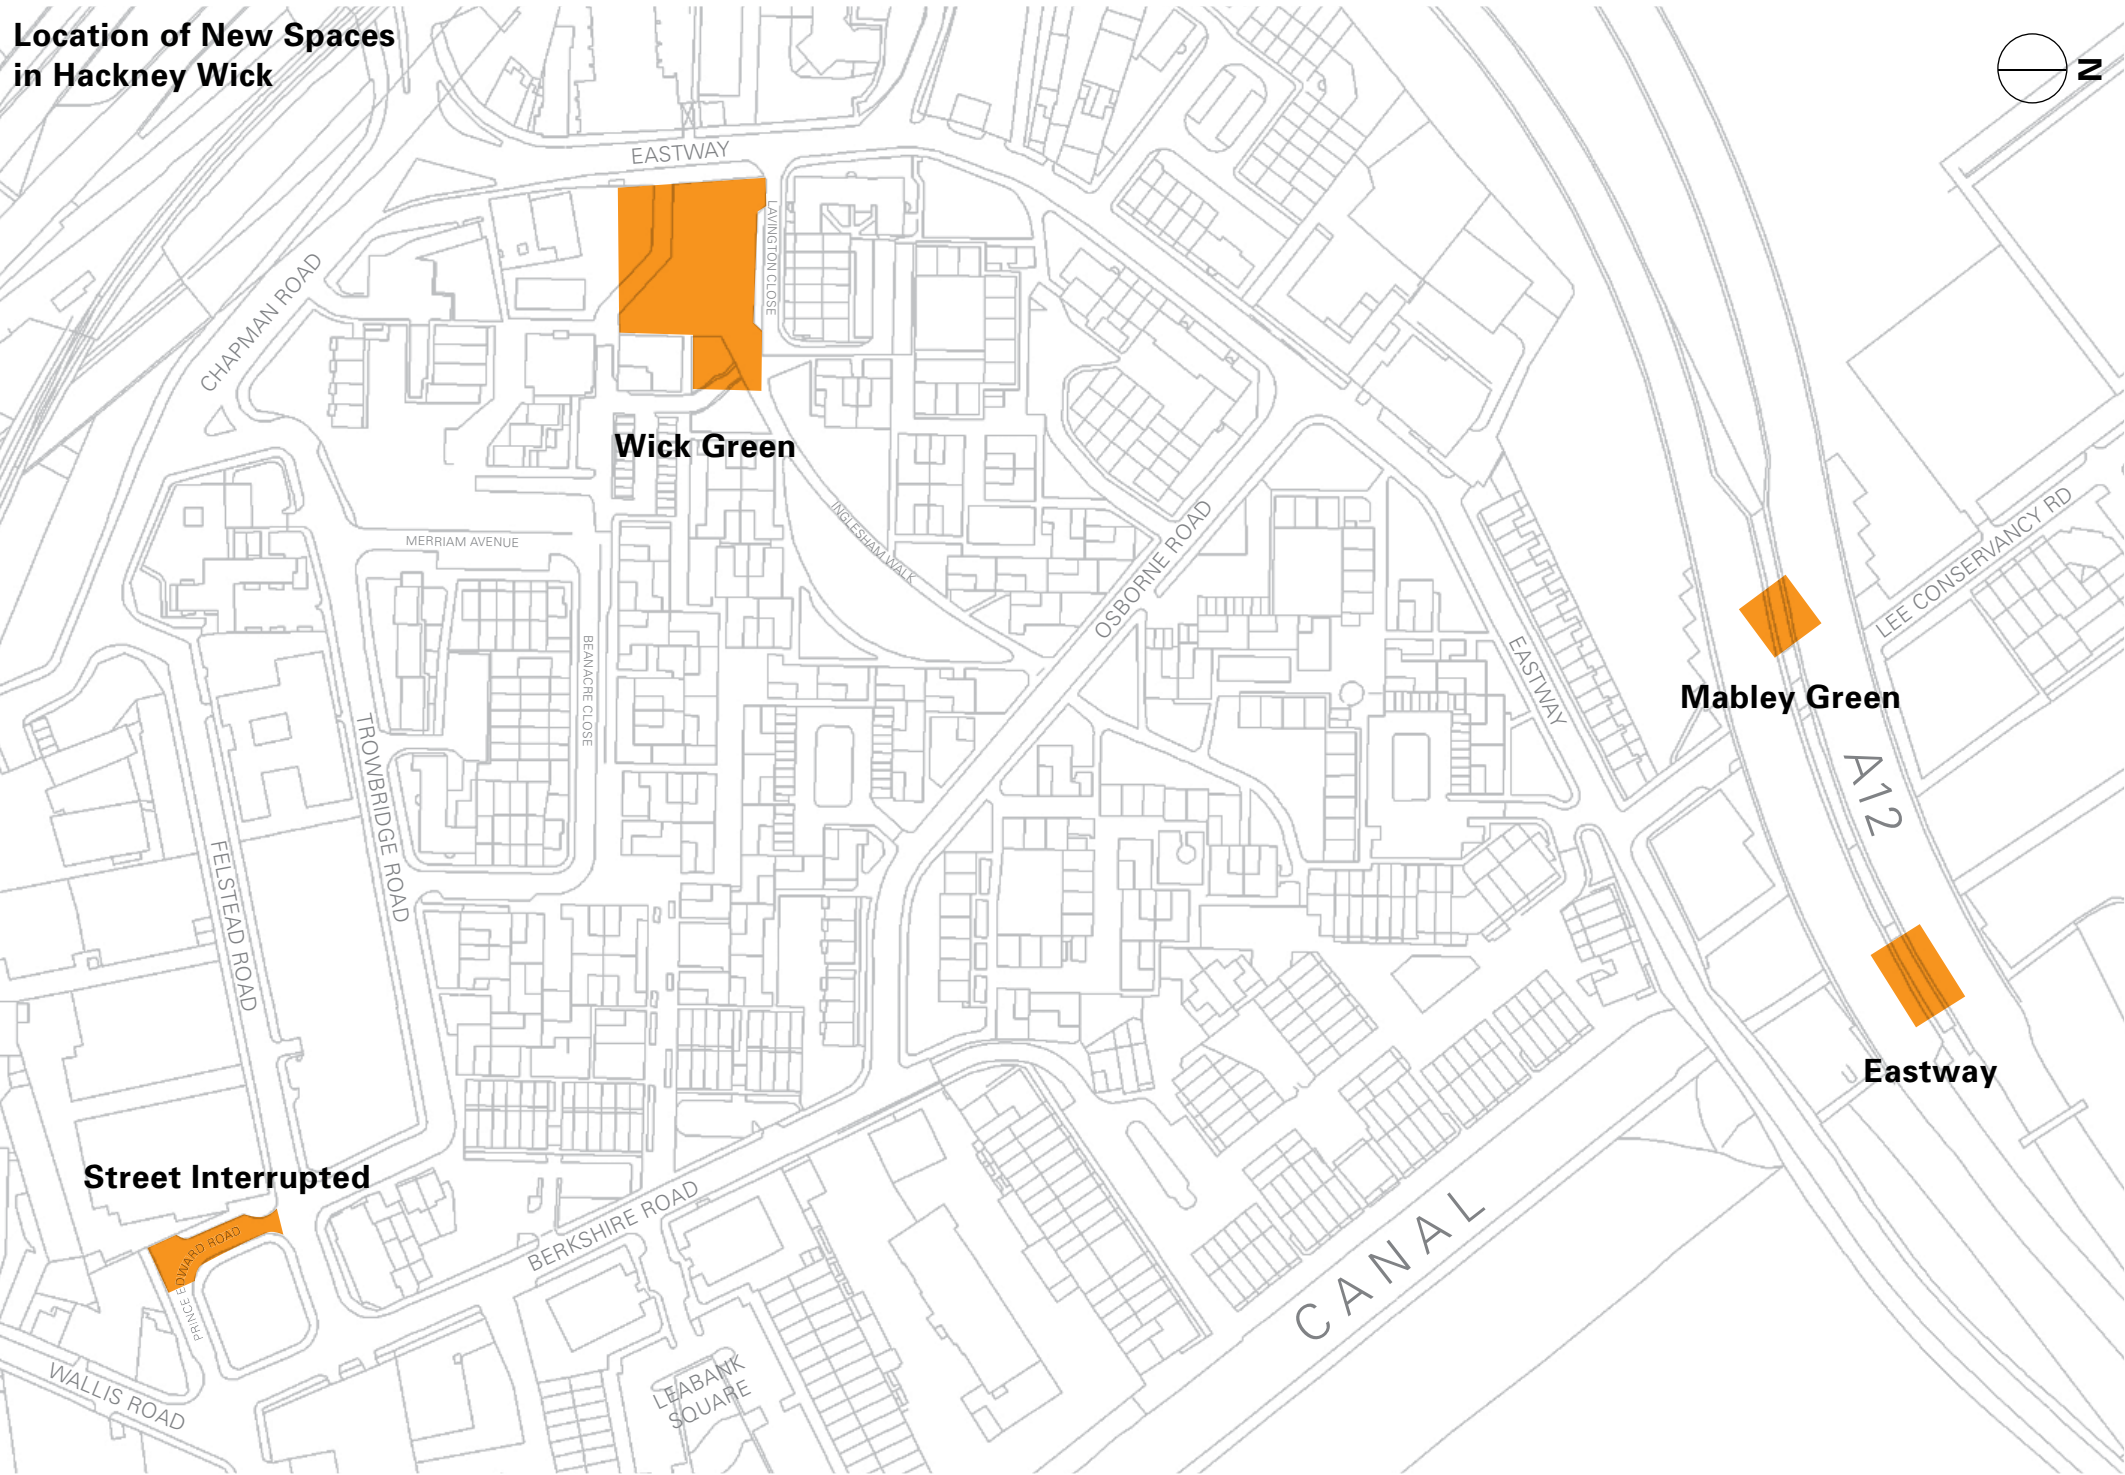 Location of New Spaces
in Hackney Wick
N
EASTWAY
LAVINGTON CLOSE
CHAPMAN ROAD
Wick Green
INGLESHAM WALK
MERRIAM AVENUE
OSBORNE ROAD
LEE CONSERVANCY RD
BEANACRE CLOSE
EASTWAY
Mabley Green
TROWBRIDGE ROAD
A12
FELSTEAD ROAD
Eastway
Street Interrupted
BERKSHIRE ROAD
PRINCE EDWARD ROAD
CANAL
WALLIS ROAD
LEABANK
SQUARE